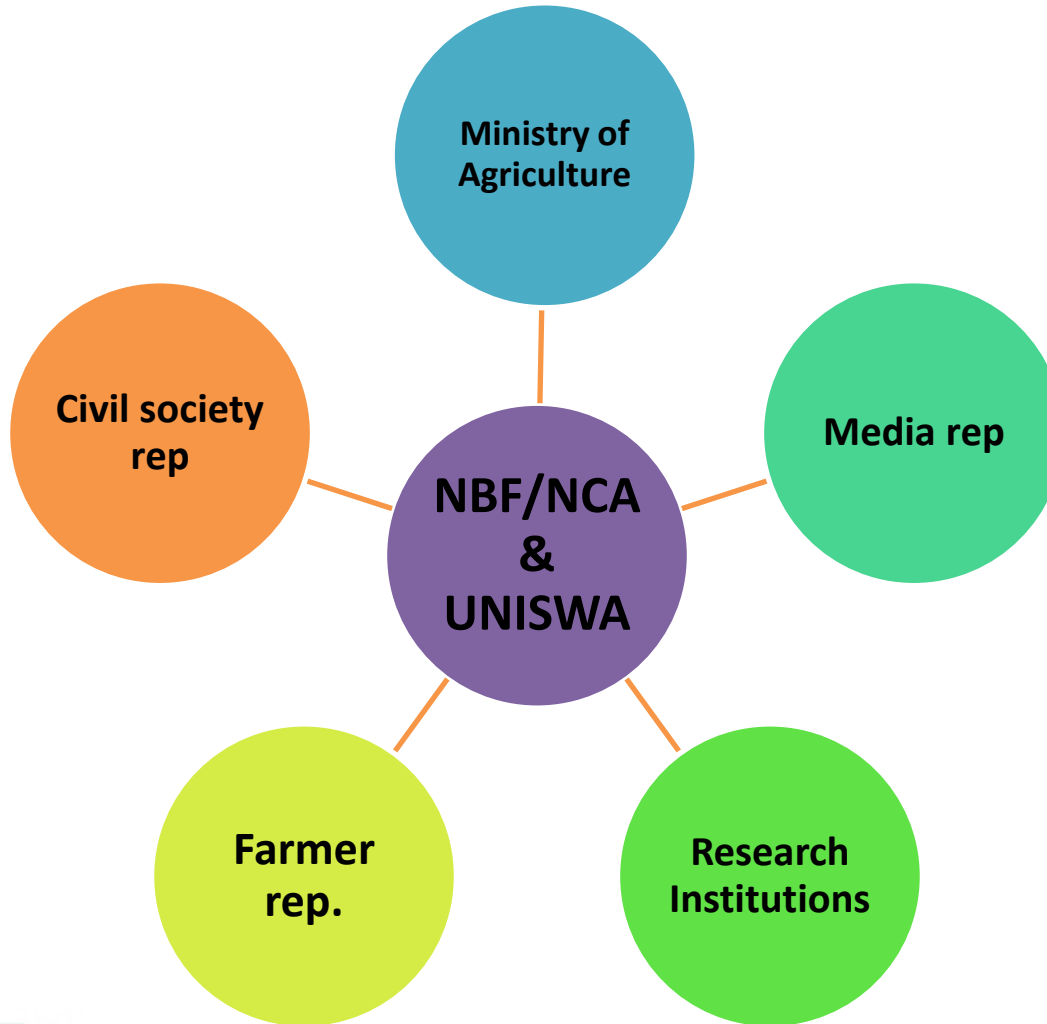 Ministry of
Agriculture
Civil society
rep
Media rep
NBF/NCA
&
UNISWA
Farmer
rep.
Research
Institutions